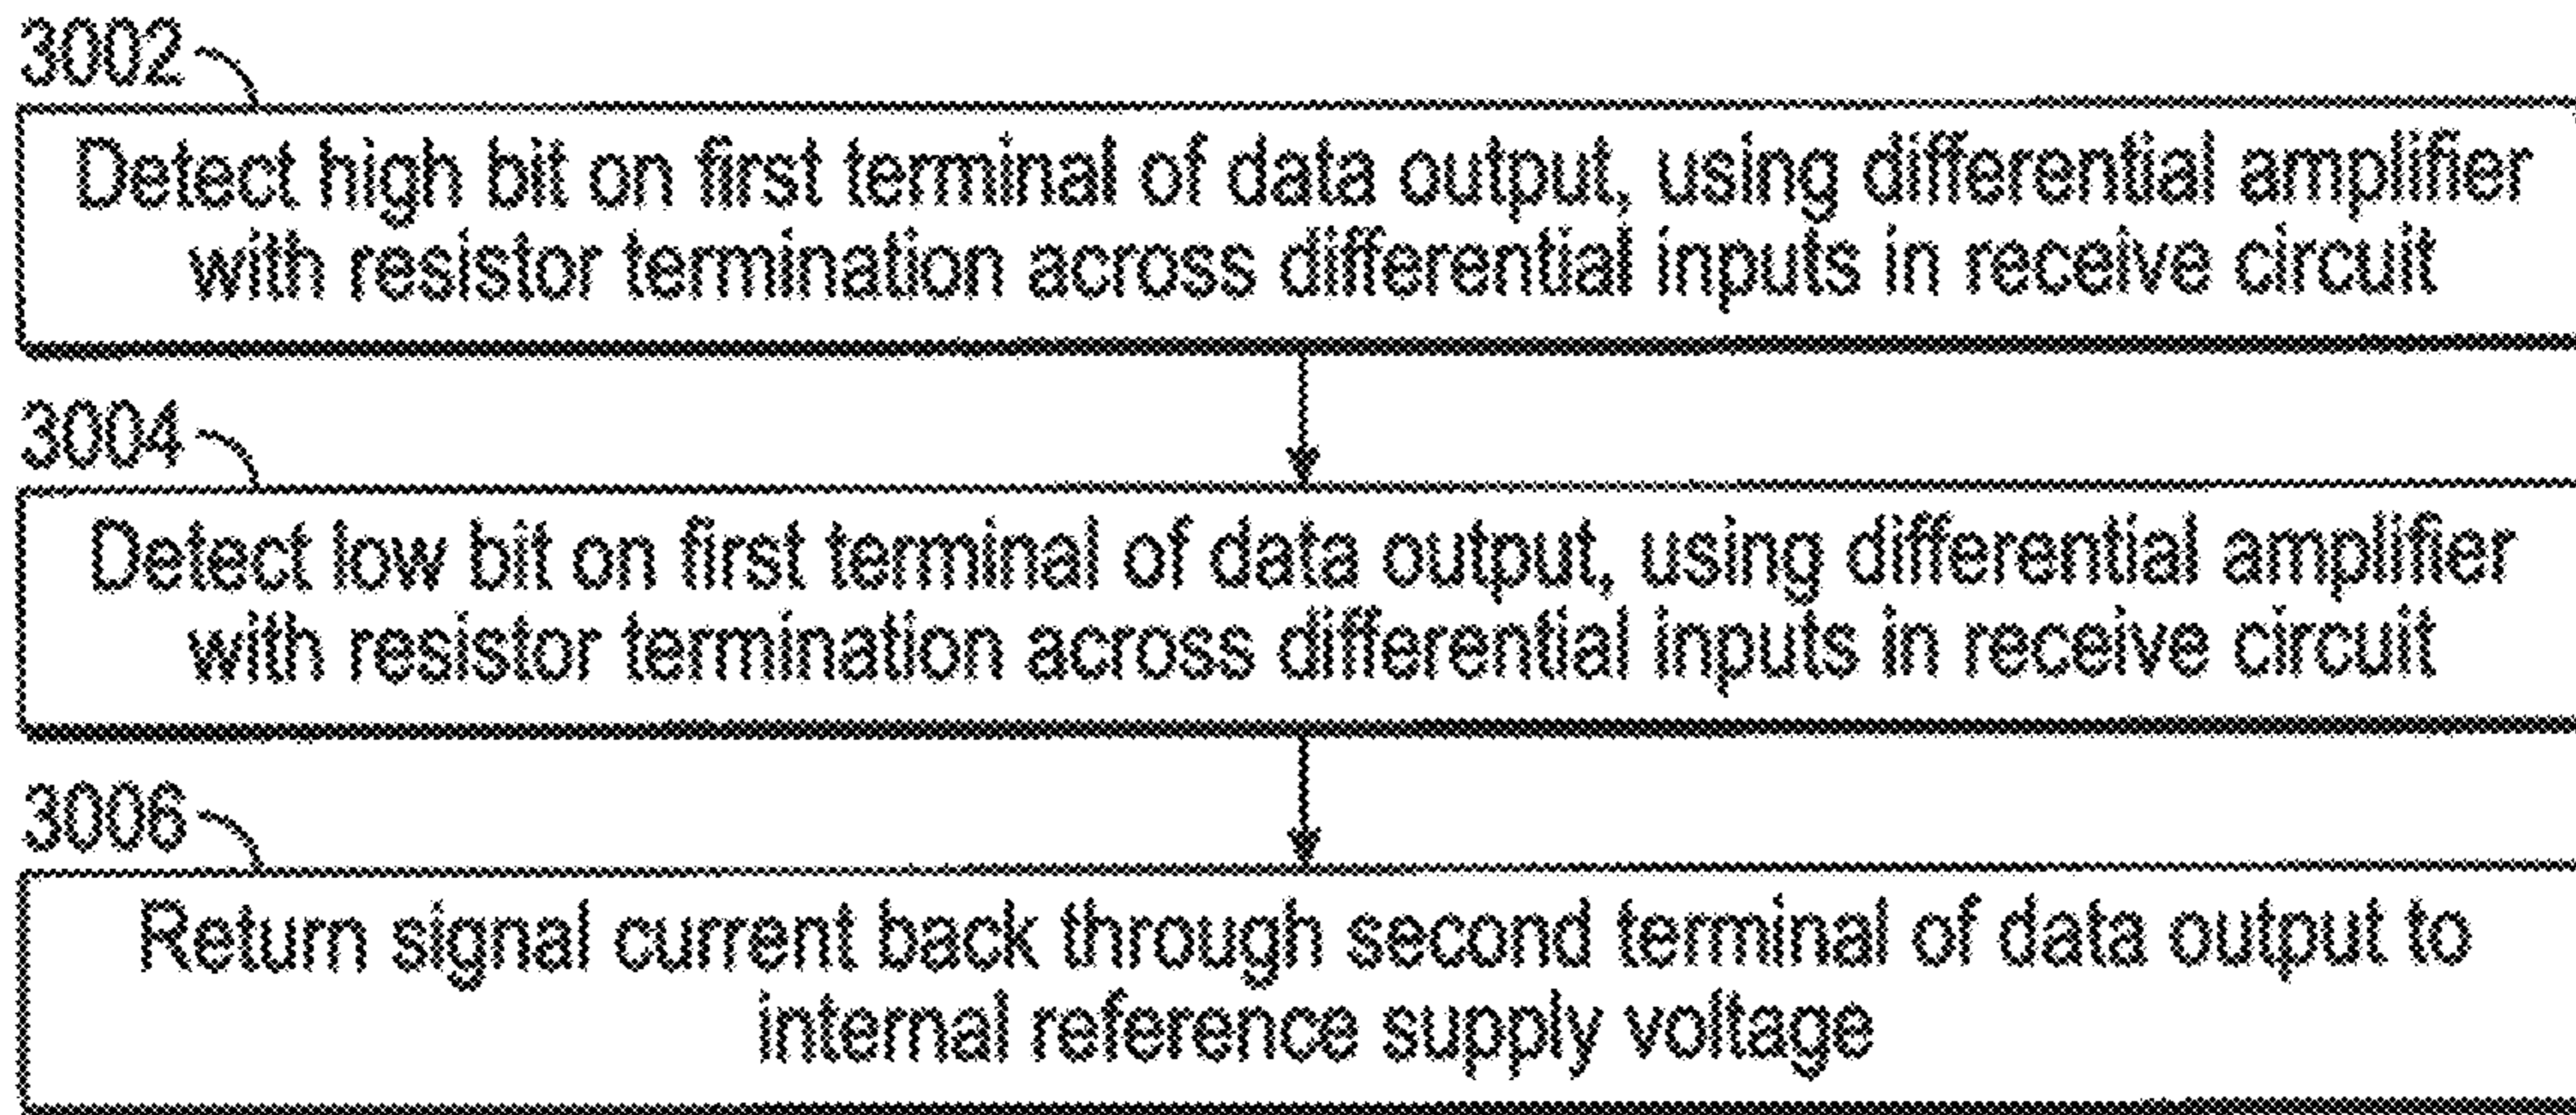 3002
Detect high bit on first terminal of data output, using differential amplifier
with resistor termination across differential inputs in receive circuit
3004
Detect low bit on first terminal of data output, using differential amplifier
with resistor termination across differential inputs in receive circuit
3006
Return signal current back through second terminal of data output to
internal reference supply voltage